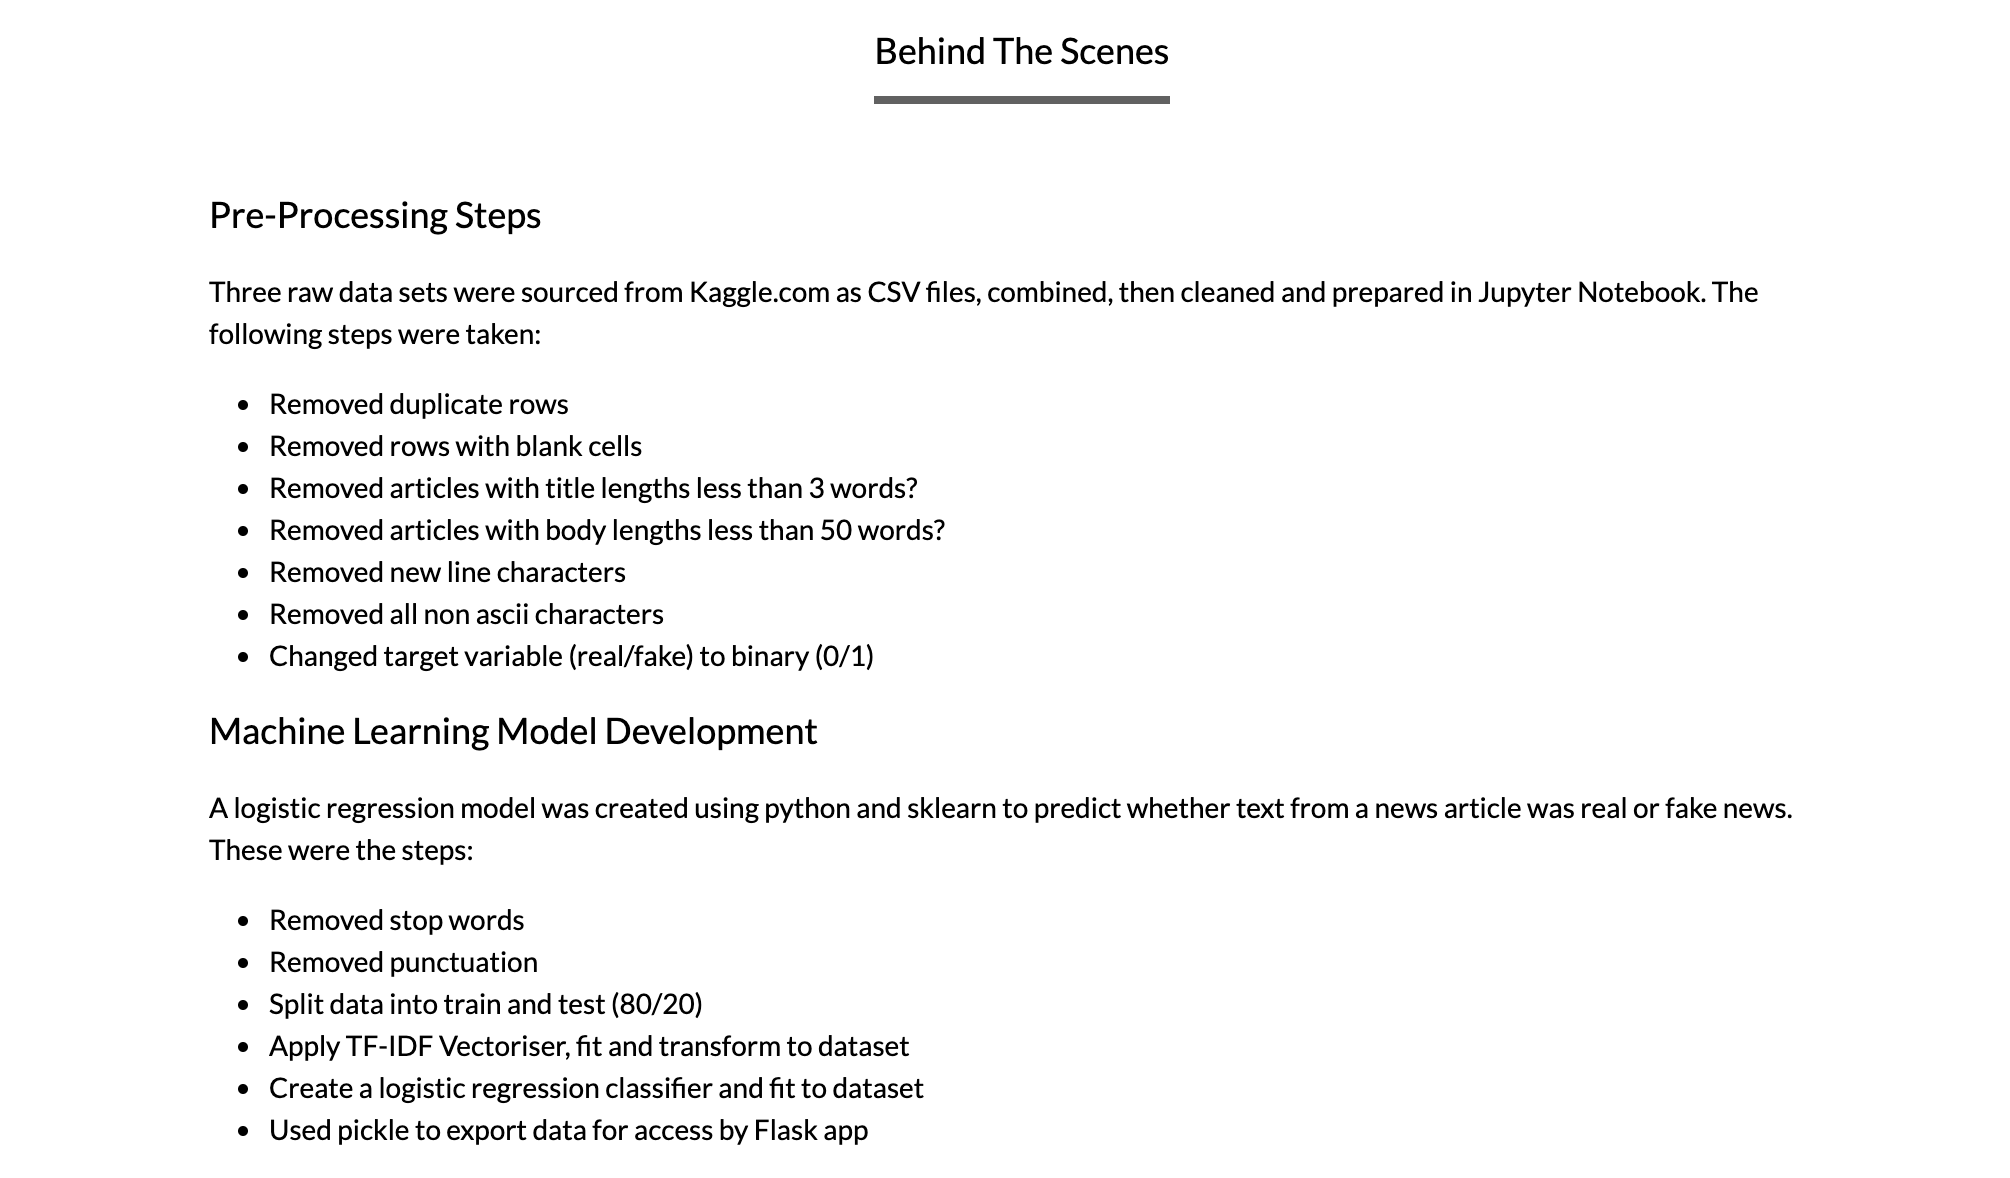 Behind The Scenes
Pre-Processing Steps
Three raw data sets were sourced from Kaggle.com as CSV files, combined, then cleaned and prepared in Jupyter Notebook. The
following steps were taken:
• Removed duplicate rows
• Removed rows with blank cells
• Removed articles with title lengths less than 3 words?
• Removed articles with body lengths less than 50 words?
• Removed new line characters
• Removed all non ascii characters
• Changed target variable (real/fake) to binary (0/1)
Machine Learning Model Development
A logistic regression model was created using python and sklearn to predict whether text from a news article was real or fake news.
These were the steps:
• Removed stop words
• Removed punctuation
• Split data into train and test (80/20)
• Apply TF-IDF Vectoriser, fit and transform to dataset
• Create a logistic regression classifier and fit to dataset
• Used pickle to export data for access by Flask app